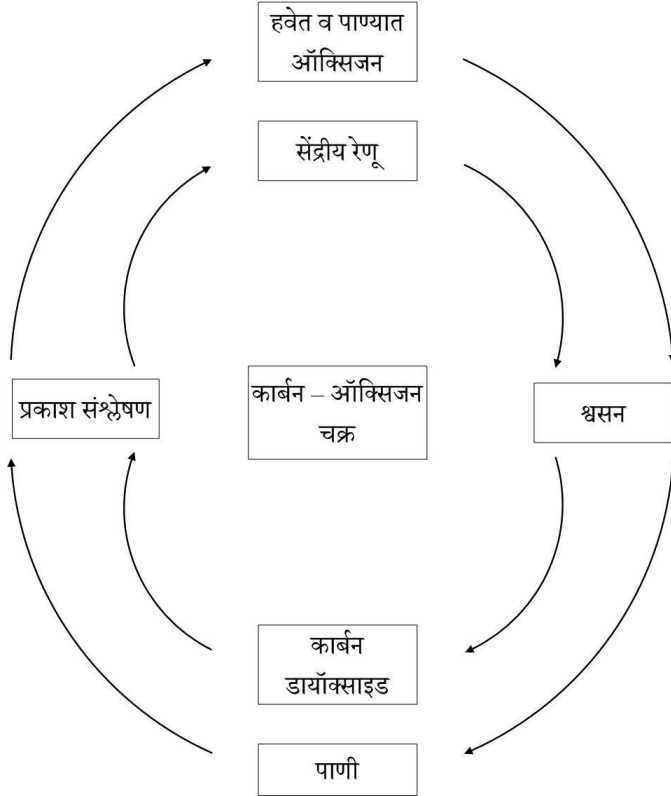 हवेत व पाण्यात
ऑक्सिजन
सेंद्रीय रेणू
प्रकाश संश्लेषण
कार्बन – ऑक्सिजन
चक्र
श्वसन
कार्बन
डायॉक्साइड
पाणी